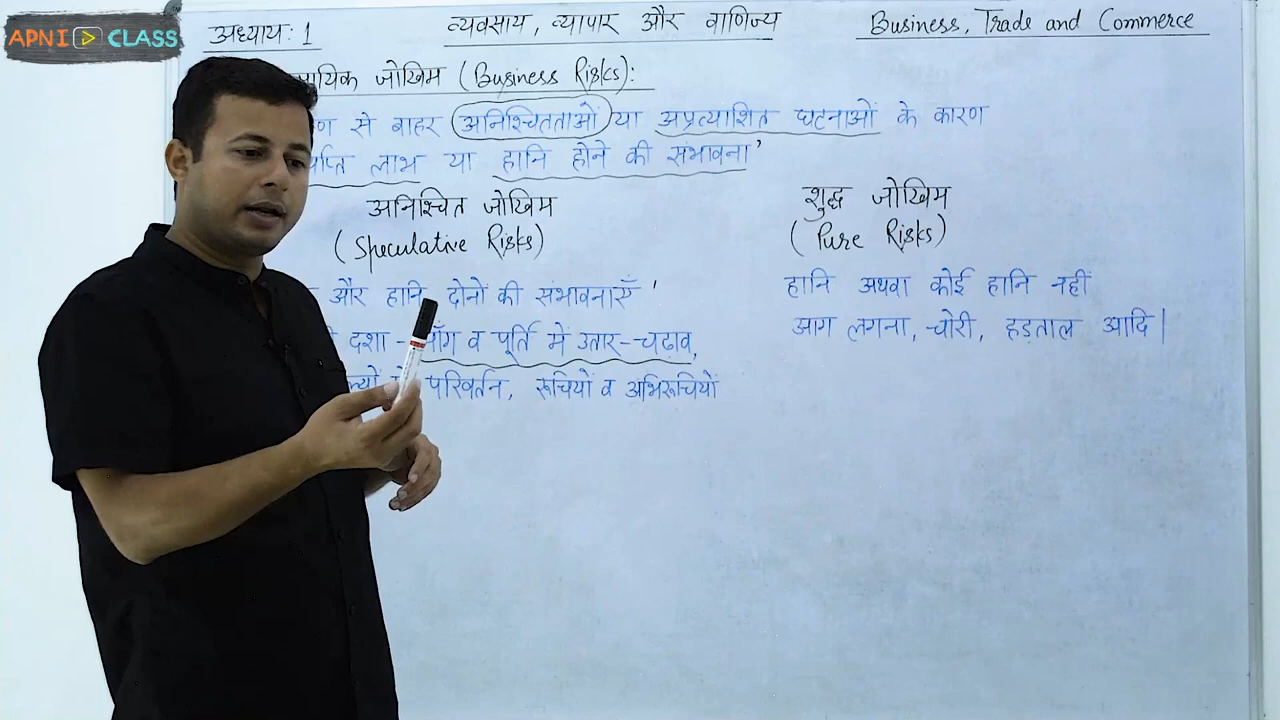 APNI CLASS
अध्याय: 1 व्यवसाय, व्यापार और वाणिज्य Business, Trade and Commerce
जोखिम (Business Risks):
से बाहर अनिश्चितताओं या अप्रत्याशित घटनाओं के कारण
लाभ या हानि होने की संभावना'
अनिश्चित जोखिम
(Speculative Risks)
और हानि दोनों की संभावनाएँ '
दशा - माँग व पूर्ति में उतार-चढ़ाव,
परिवर्तन, रूचियों व अभिरूचियों
शुद्ध जोखिम
(Pure Risks)
हानि अथवा कोई हानि नहीं
आग लगना, चोरी, हड़ताल आदि|